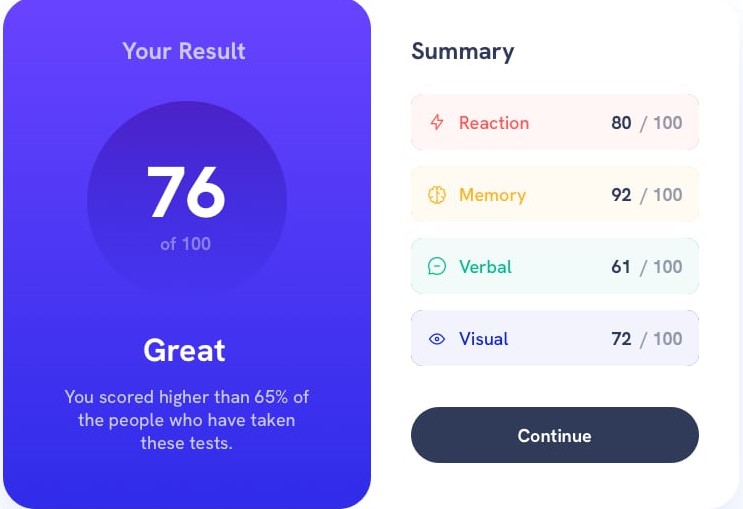 Your Result
76
of 100
Great
You scored higher than 65% of
the people who have taken
these tests.
Summary
Reaction 80 / 100
Memory 92 / 100
Verbal 61 / 100
Visual 72 / 100
Continue